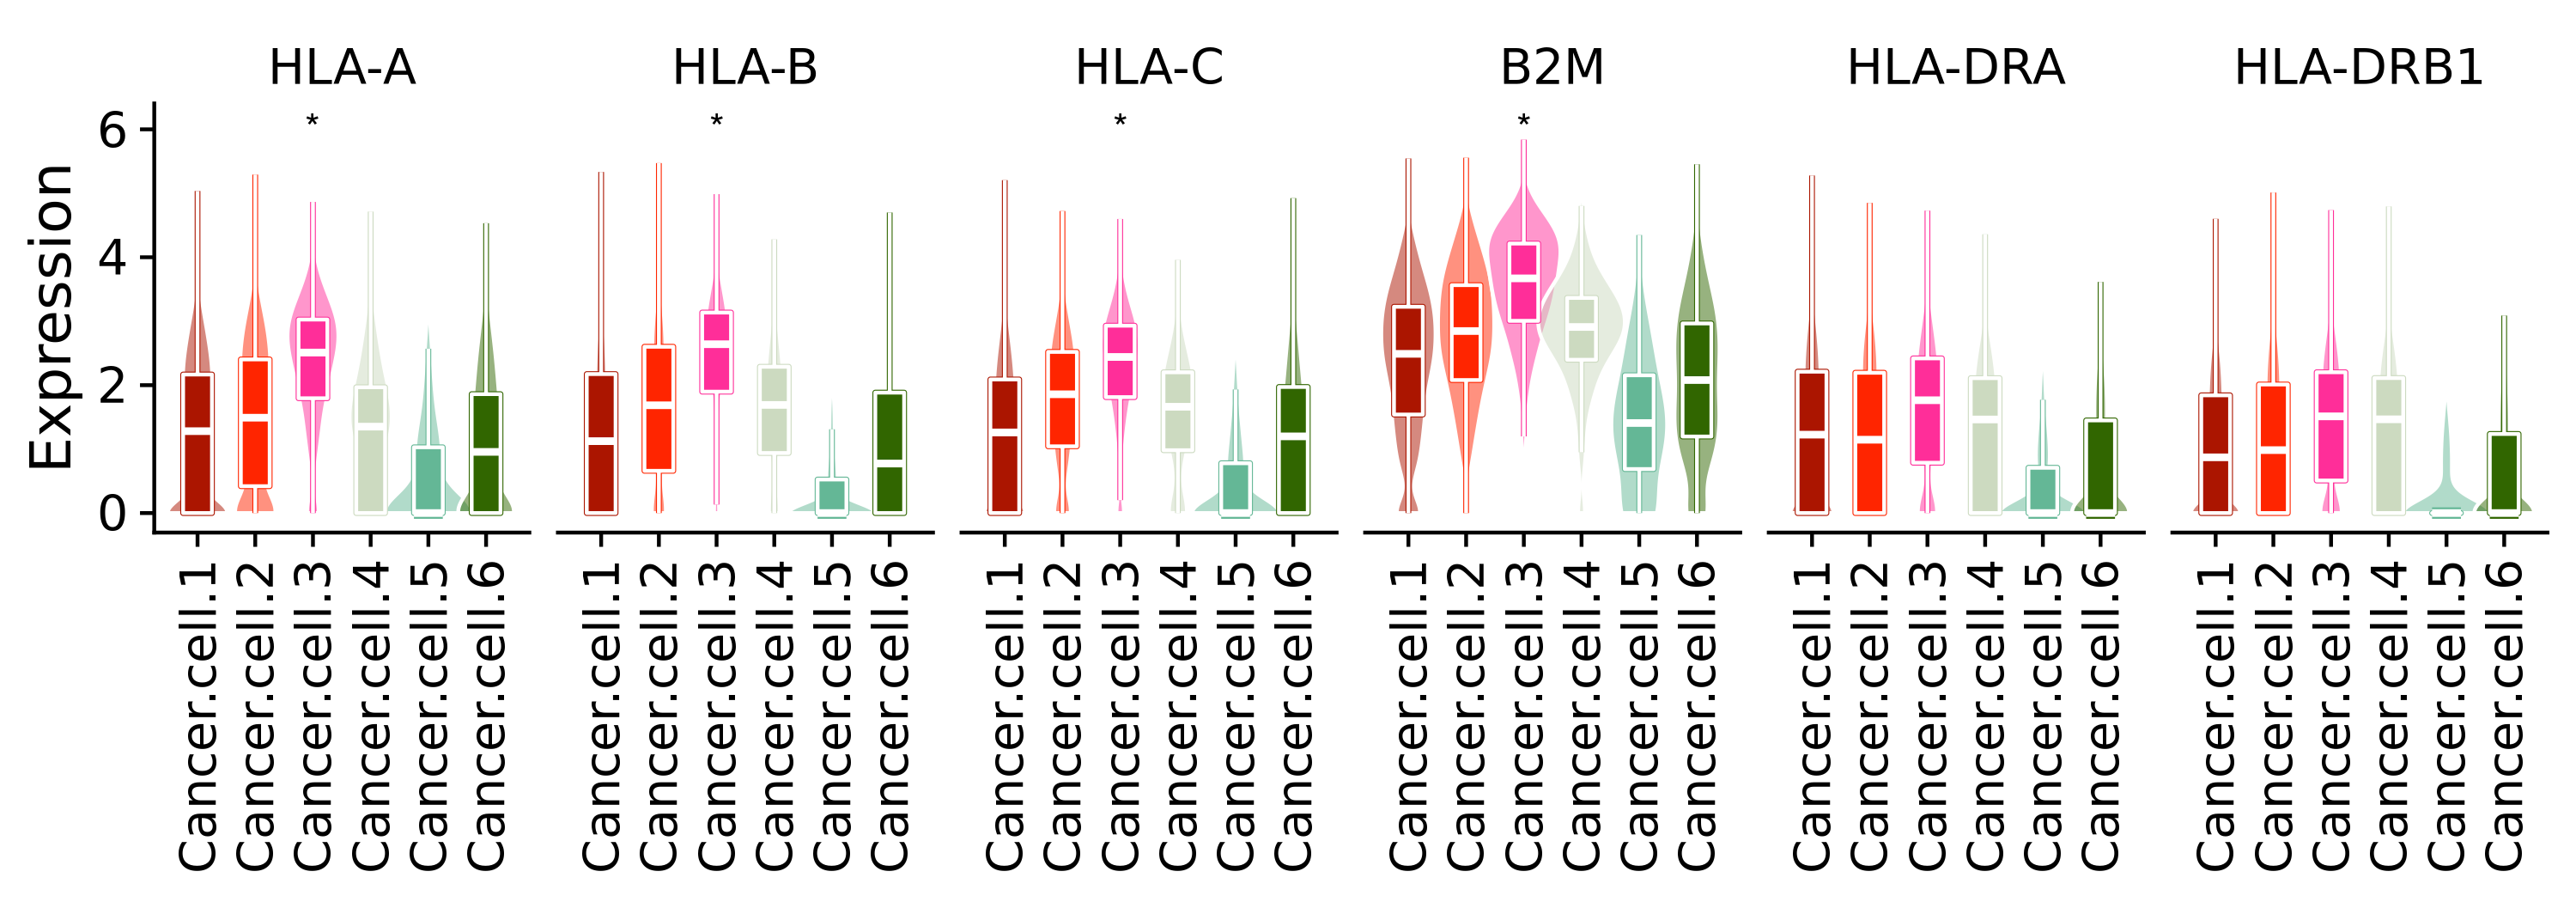 HLA-A HLA-B HLA-C B2M HLA-DRA HLA-DRB1
* * * *
Expression
6
4
2
0
Cancer.cell.1 Cancer.cell.2 Cancer.cell.3 Cancer.cell.4 Cancer.cell.5 Cancer.cell.6
Cancer.cell.1 Cancer.cell.2 Cancer.cell.3 Cancer.cell.4 Cancer.cell.5 Cancer.cell.6
Cancer.cell.1 Cancer.cell.2 Cancer.cell.3 Cancer.cell.4 Cancer.cell.5 Cancer.cell.6
Cancer.cell.1 Cancer.cell.2 Cancer.cell.3 Cancer.cell.4 Cancer.cell.5 Cancer.cell.6
Cancer.cell.1 Cancer.cell.2 Cancer.cell.3 Cancer.cell.4 Cancer.cell.5 Cancer.cell.6
Cancer.cell.1 Cancer.cell.2 Cancer.cell.3 Cancer.cell.4 Cancer.cell.5 Cancer.cell.6